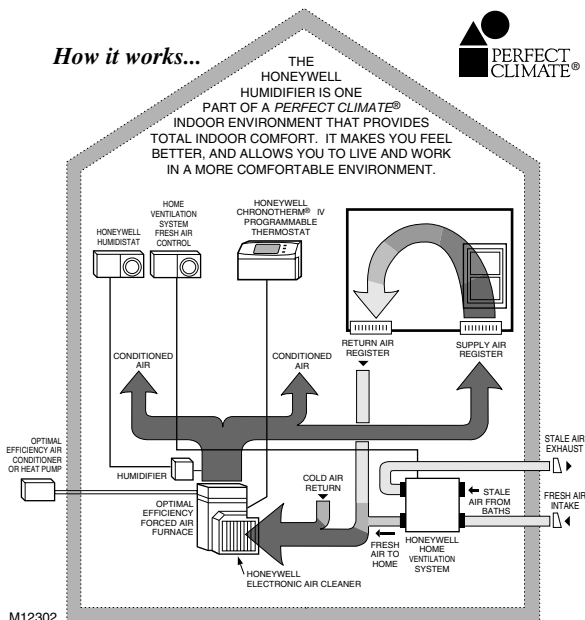 How it works...
PERFECT
CLIMATE®
THE
HONEYWELL
HUMIDIFIER IS ONE
PART OF A PERFECT CLIMATE®
INDOOR ENVIRONMENT THAT PROVIDES
TOTAL INDOOR COMFORT. IT MAKES YOU FEEL
BETTER, AND ALLOWS YOU TO LIVE AND WORK
IN A MORE COMFORTABLE ENVIRONMENT.
HONEYWELL
HUMIDISTAT
HOME
VENTILATION
SYSTEM
FRESH AIR
CONTROL
HONEYWELL
CHRONOTHERM® IV
PROGRAMMABLE
THERMOSTAT
RETURN AIR
REGISTER
SUPPLY AIR
REGISTER
CONDITIONED
AIR
CONDITIONED
AIR
OPTIMAL
EFFICIENCY AIR
CONDITIONER
OR HEAT PUMP
HUMIDIFIER
OPTIMAL
EFFICIENCY
FORCED AIR
FURNACE
COLD AIR
RETURN
STALE AIR
EXHAUST
STALE
AIR FROM
BATHS
FRESH AIR
INTAKE
FRESH
AIR TO
HOME
HONEYWELL
HOME
VENTILATION
SYSTEM
HONEYWELL
ELECTRONIC AIR CLEANER
M12302